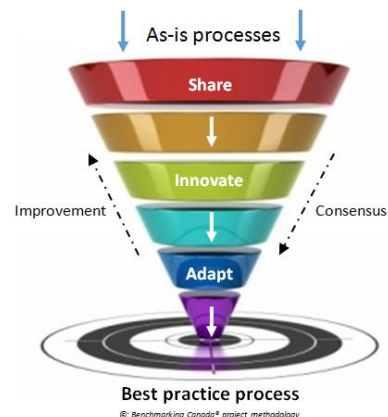 As-is processes
Share
Innovate
Improvement
Consensus
Adapt
Best practice process
©: Benchmarking Canada® project methodology